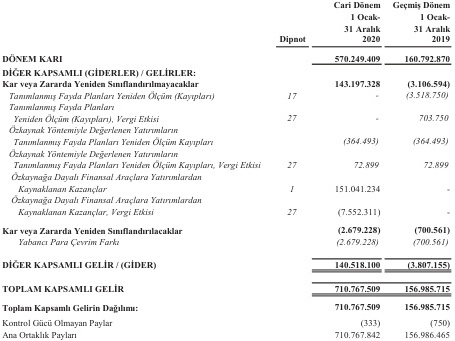 Cari Dönem Geçmiş Dönem
1 Ocak- 1 Ocak-
31 Aralık 31 Aralık
Dipnot 2020 2019
DÖNEM KARI 570.249.409 160.792.870
DİĞER KAPSAMLI (GİDERLER) / GELİRLER:
Kar veya Zararda Yeniden Sınıflandırılmayacaklar 143.197.328 (3.106.594)
Tanımlanmış Fayda Planları Yeniden Ölçüm (Kayıpları) 17 - (3.518.750)
Tanımlanmış Fayda Planları
Yeniden Ölçüm (Kayıpları), Vergi Etkisi 27 - 703.750
Özkaynak Yöntemiyle Değerlenen Yatırımların
Tanımlanmış Fayda Planları Yeniden Ölçüm Kayıpları (364.493) (364.493)
Özkaynak Yöntemiyle Değerlenen Yatırımların
Tanımlanmış Fayda Planları Yeniden Ölçüm Kayıpları, Vergi Etkisi 27 72.899 72.899
Özkaynağa Dayalı Finansal Araçlara Yatırımlardan
Kaynaklanan Kazançlar 1 151.041.234 -
Özkaynağa Dayalı Finansal Araçlara Yatırımlardan
Kaynaklanan Kazançlar, Vergi Etkisi 27 (7.552.311) -
Kar veya Zararda Yeniden Sınıflandırılacaklar (2.679.228) (700.561)
Yabancı Para Çevrim Farkı (2.679.228) (700.561)
DİĞER KAPSAMLI GELİR / (GİDER) 140.518.100 (3.807.155)
TOPLAM KAPSAMLI GELİR 710.767.509 156.985.715
Toplam Kapsamlı Gelirin Dağılımı: 710.767.509 156.985.715
Kontrol Gücü Olmayan Paylar (333) (750)
Ana Ortaklık Payları 710.767.842 156.986.465